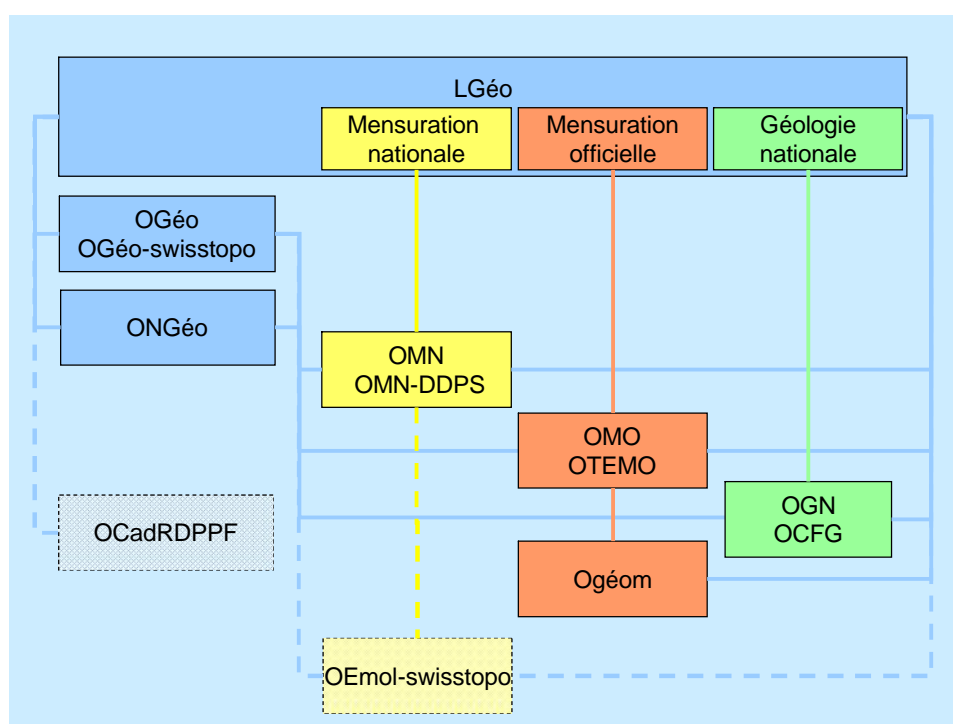 LGéo
Mensuration
nationale
Mensuration
officielle
Géologie
nationale
OGéo
OGéo-swisstopo
ONGéo
OMN
OMN-DDPS
OMO
OTEMO
OGN
OCFG
OCadRDPPF
Ogéom
OEmol-swisstopo